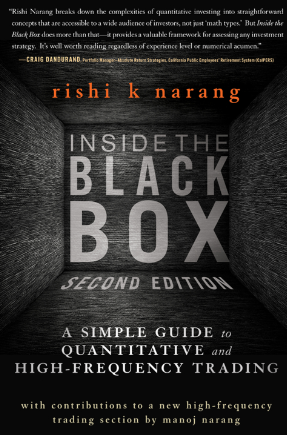 "Rishi Narang breaks down the complexities of quantitative investing into straightforward
concepts that are accessible to a wide audience of investors, not just 'math types.' But Inside the
Black Box does more than that—it provides a valuable framework for assessing any investment
strategy. It's well worth reading regardless of experience level or numerical acumen."
—CRAIG DANDURAND, Portfolio Manager—Absolute Return Strategies, California Public Employees' Retirement System (CalPERS)
rishi k narang
INSIDE THE
BLACK
BOX
SECOND EDITION
A SIMPLE GUIDE to
QUANTITATIVE and
HIGH-FREQUENCY TRADING
with contributions to a new high-frequency
trading section by manoj narang